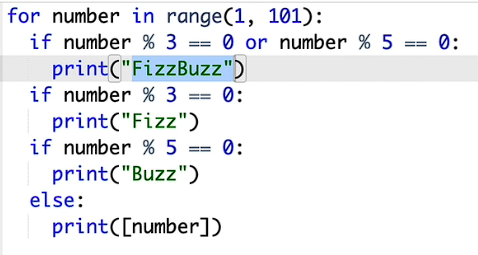 for number in range(1, 101):
  if number % 3 == 0 or number % 5 == 0:
    print("FizzBuzz")
  if number % 3 == 0:
    print("Fizz")
  if number % 5 == 0:
    print("Buzz")
  else:
    print([number])